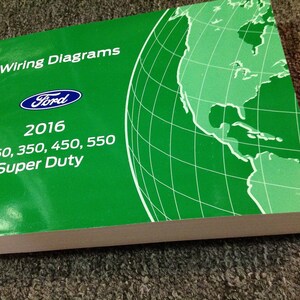 Wiring Diagrams
Ford
2016
50, 350, 450, 550
Super Duty